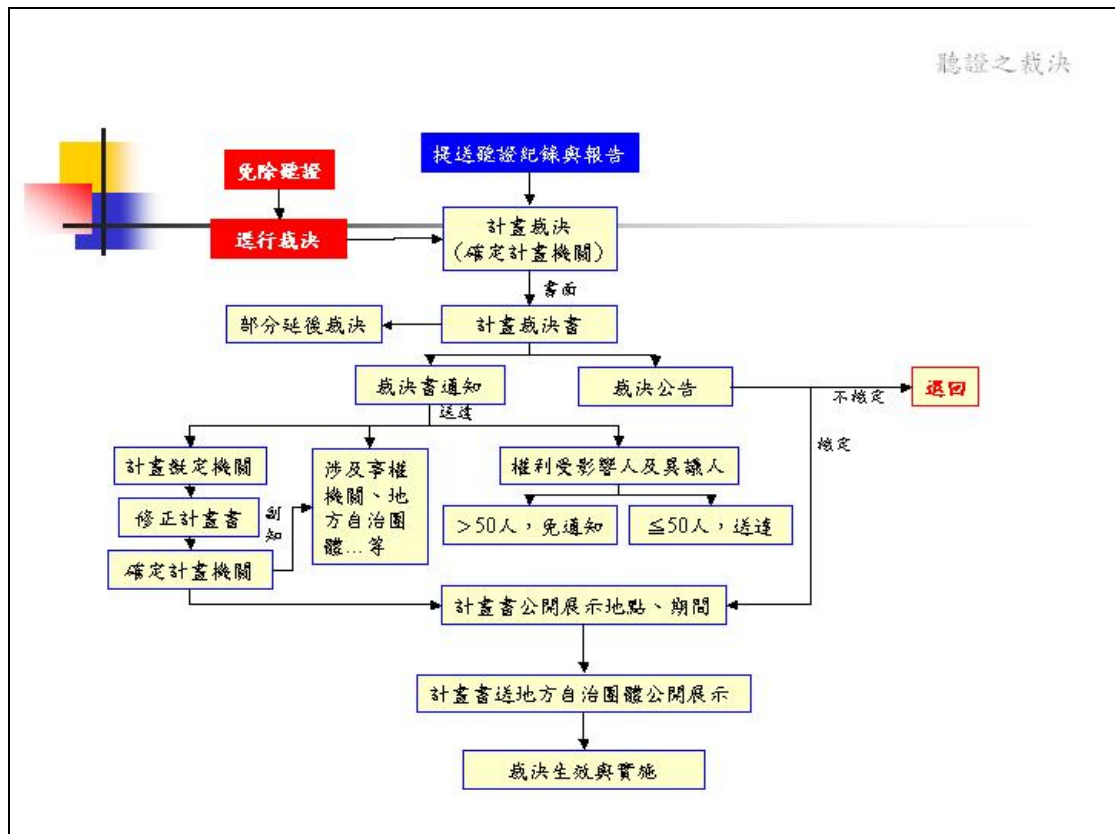 聽證之裁決
提送聽證紀錄與報告
免除聽證
逕行裁決
計畫裁決
(確定計畫機關)
書面
部分延後裁決
計畫裁決書
裁決書通知
裁決公告
不核定
退回
送達
核定
計畫擬定機關
涉及事權
機關、地
方自治團
體...等
權利受影響人及異議人
修正計畫書
副
知
>50人，免通知
≦50人，送達
確定計畫機關
計畫書公開展示地點、期間
計畫書送地方自治團體公開展示
裁決生效與實施